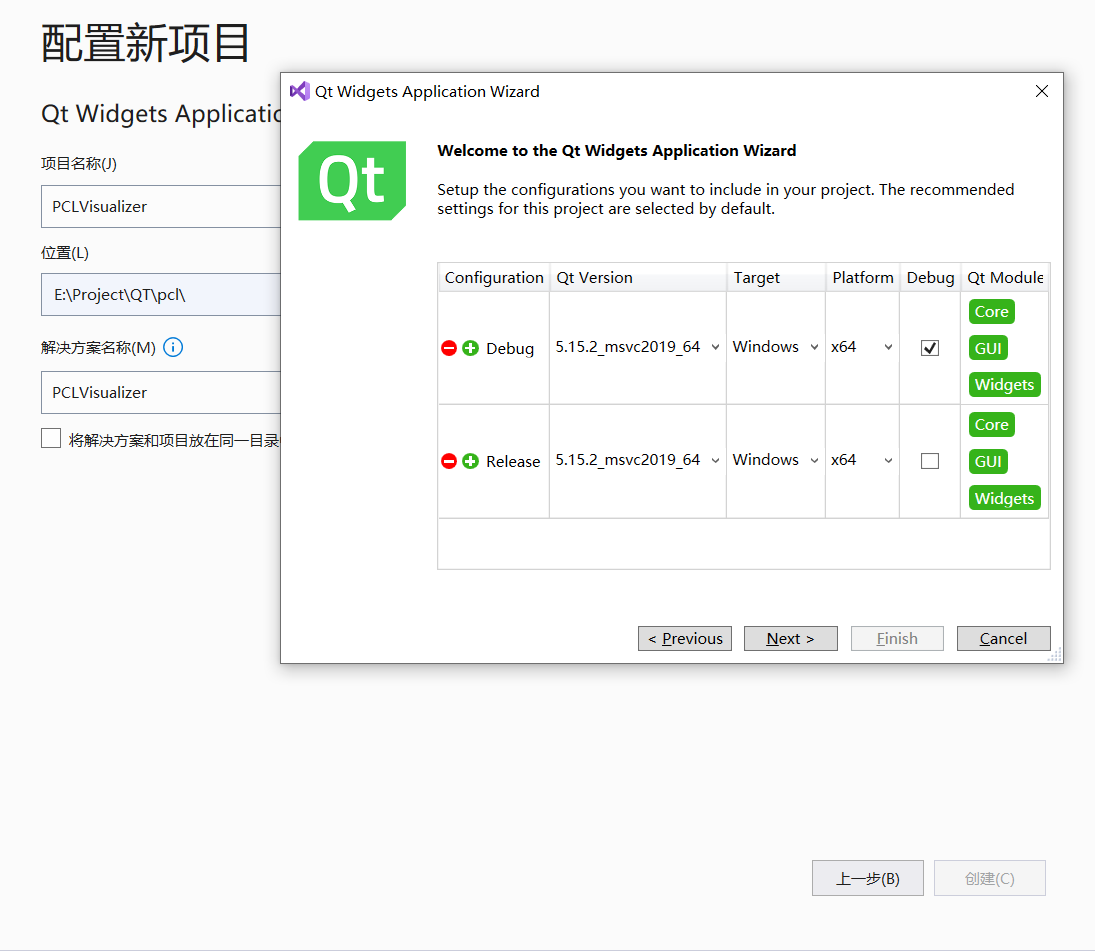 配置新项目
Qt Widgets Applicatio
项目名称(J)
PCLVisualizer
位置(L)
E:\Project\QT\pcl\
解决方案名称(M)
PCLVisualizer
将解决方案和项目放在同一目录
Qt Widgets Application Wizard
Qt
Welcome to the Qt Widgets Application Wizard
Setup the configurations you want to include in your project. The recommended
settings for this project are selected by default.
Configuration Qt Version Target Platform Debug Qt Module
Core
Debug 5.15.2_msvc2019_64 Windows x64 GUI
Widgets
Core
Release 5.15.2_msvc2019_64 Windows x64 GUI
Widgets
< Previous Next > Finish Cancel
上一步(B) 创建(C)